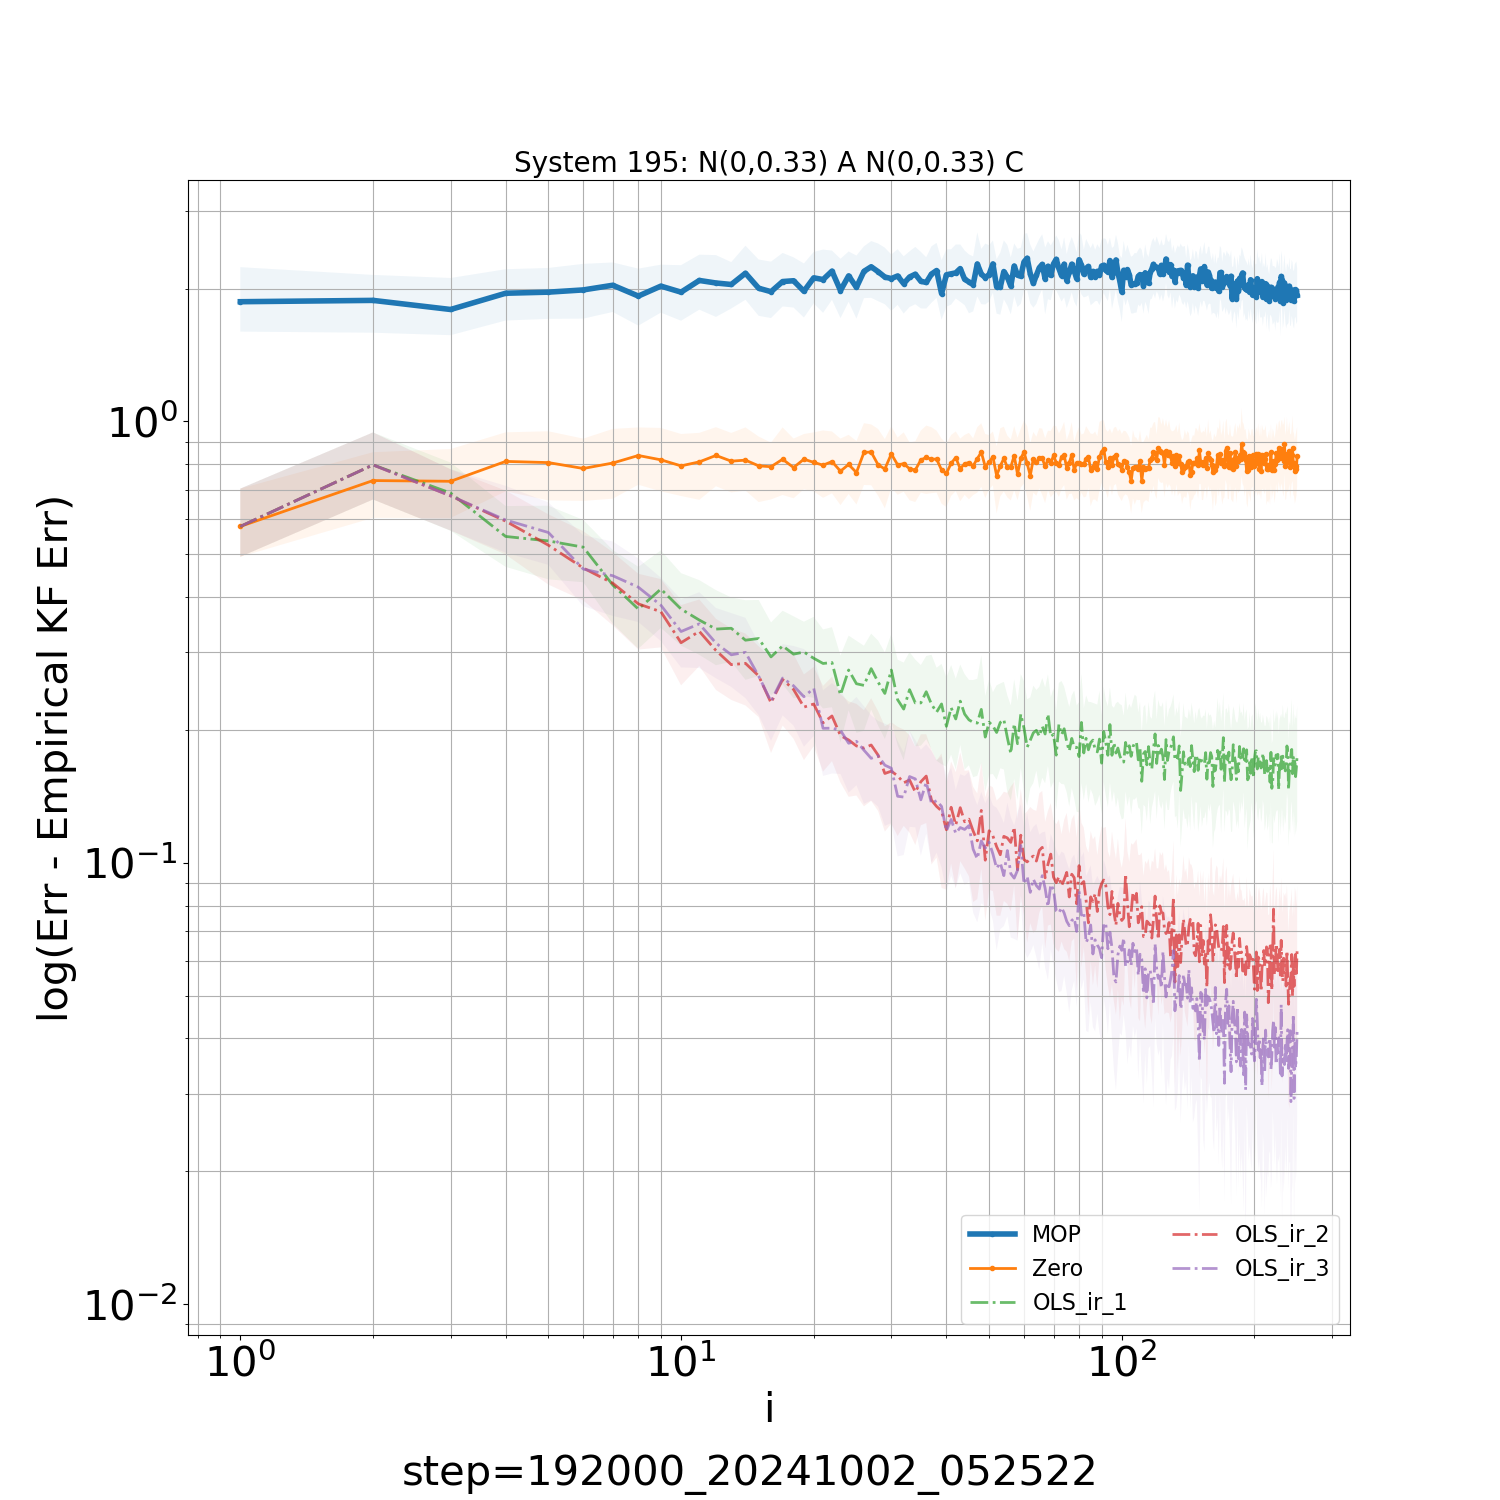 System 195: N(0,0.33) A N(0,0.33) C
log(Err - Empirical KF Err)
10⁰
10⁻¹
10⁻²
MOP
Zero
OLS_ir_1
OLS_ir_2
OLS_ir_3
10⁰ 10¹ 10²
i
step=192000_20241002_052522